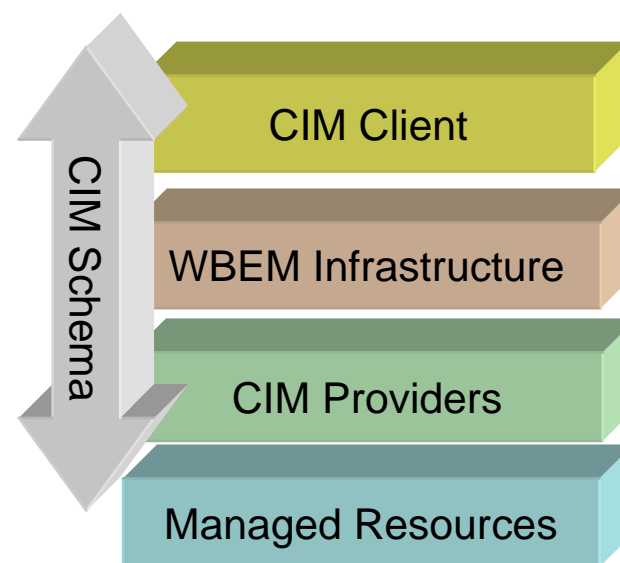 CIM Schema
CIM Client
WBEM Infrastructure
CIM Providers
Managed Resources